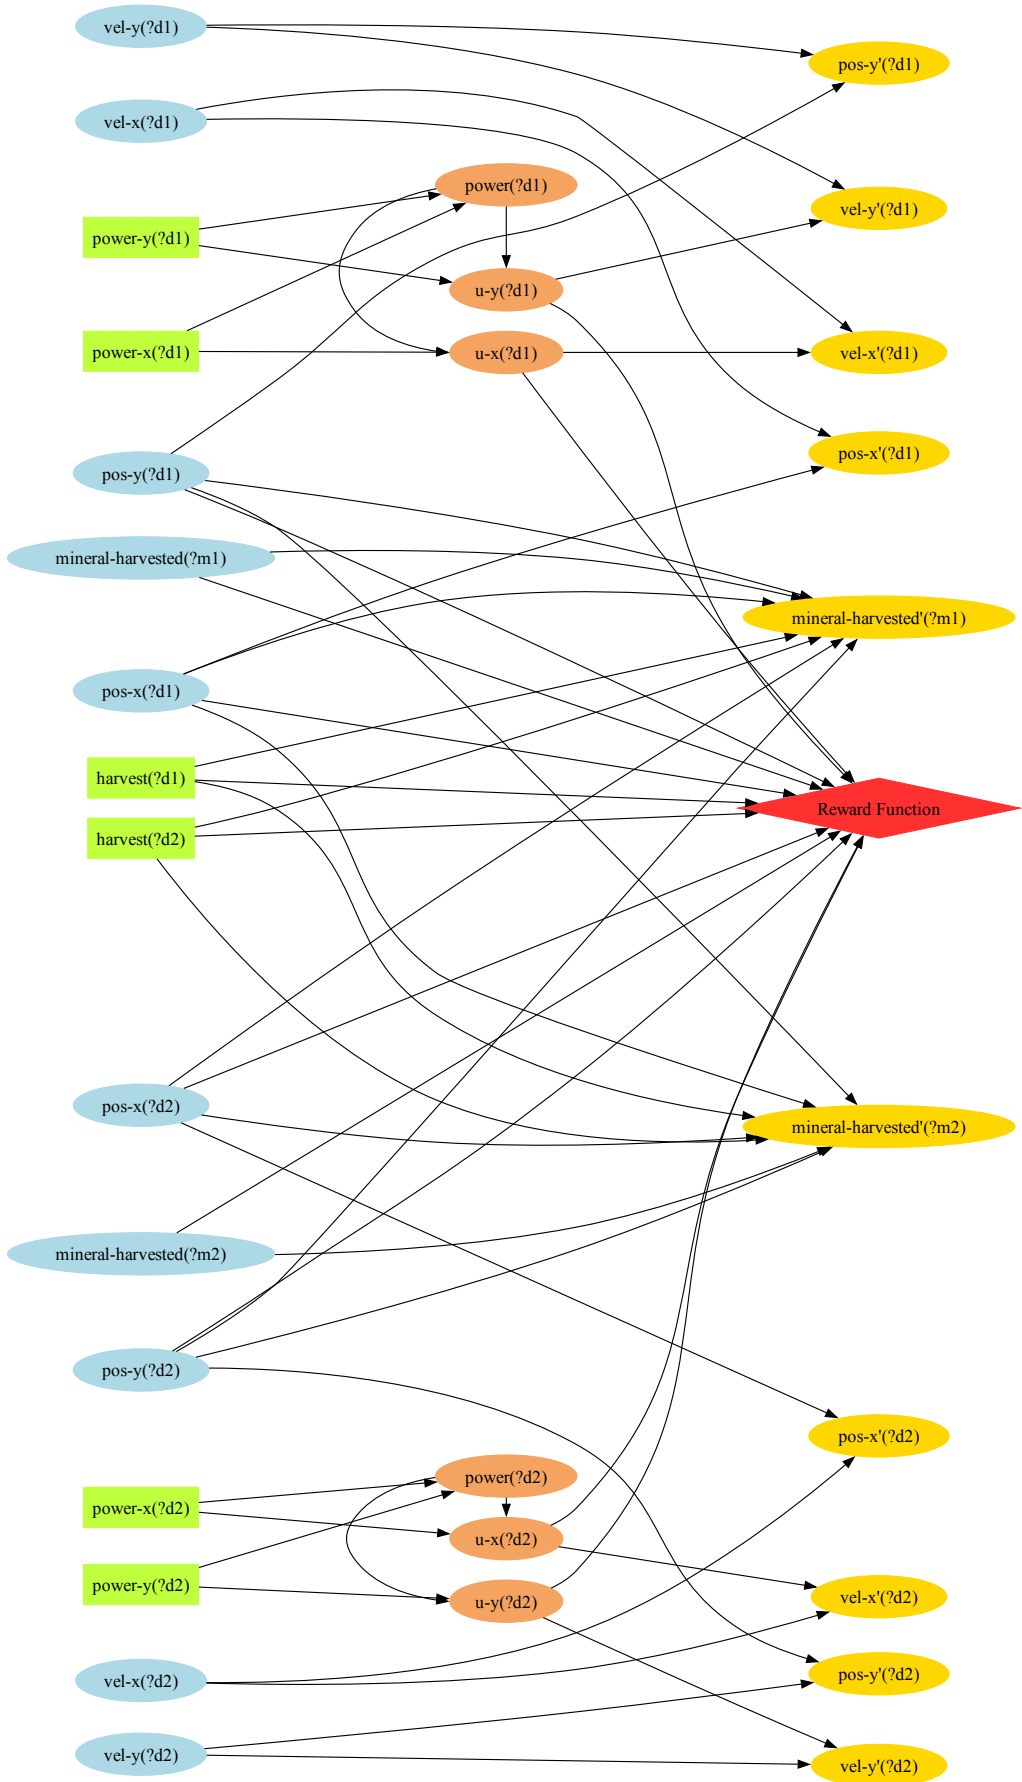 vel-y(?d1)
pos-y'(?d1)
vel-x(?d1)
power(?d1)
vel-y'(?d1)
power-y(?d1)
u-y(?d1)
power-x(?d1)
u-x(?d1)
vel-x'(?d1)
pos-x'(?d1)
pos-y(?d1)
mineral-harvested(?m1)
mineral-harvested'(?m1)
pos-x(?d1)
harvest(?d1)
Reward Function
harvest(?d2)
pos-x(?d2)
mineral-harvested'(?m2)
mineral-harvested(?m2)
pos-y(?d2)
pos-x'(?d2)
power(?d2)
power-x(?d2)
u-x(?d2)
power-y(?d2)
u-y(?d2)
vel-x'(?d2)
vel-x(?d2)
pos-y'(?d2)
vel-y(?d2)
vel-y'(?d2)